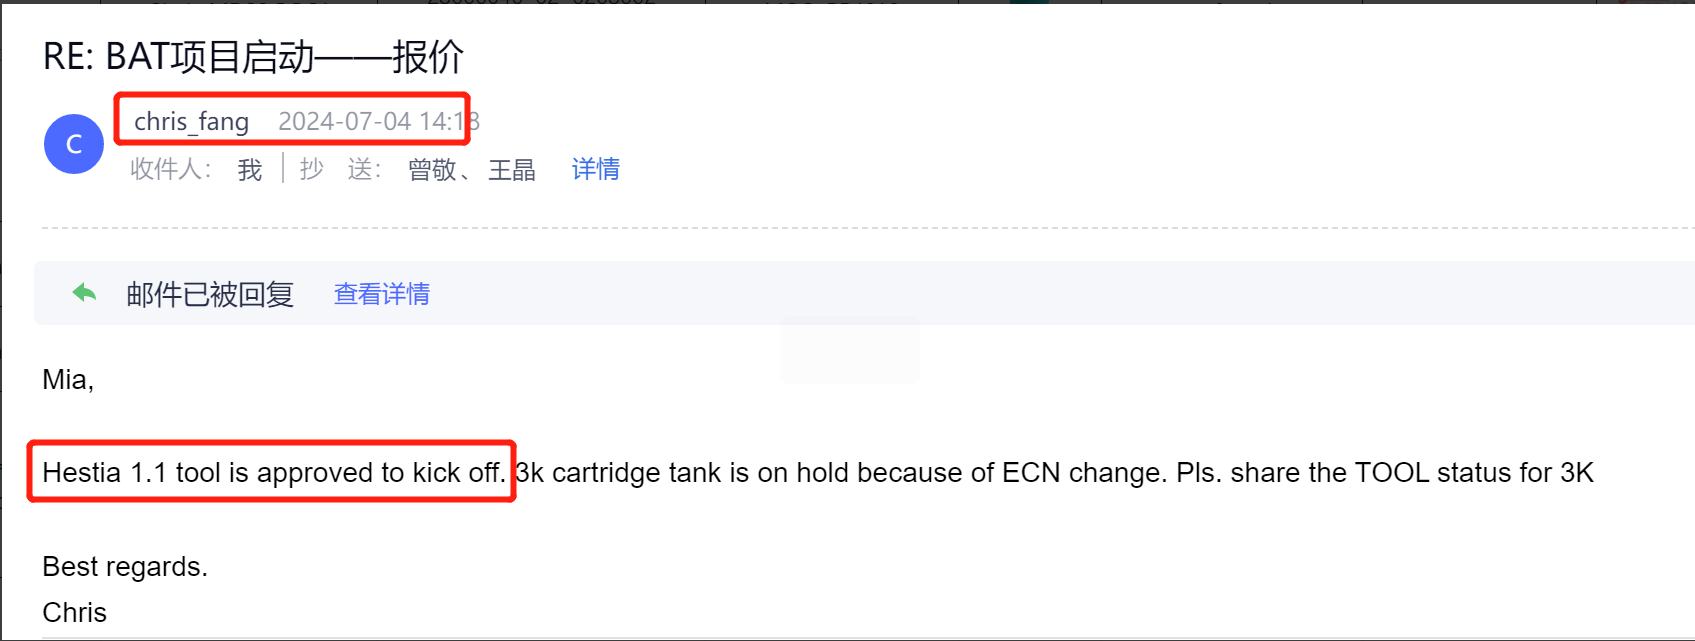 RE: BAT项目启动——报价
C
chris_fang 2024-07-04 14:18
收件人： 我 | 抄 送： 曾敬、 王晶 详情
邮件已被回复 查看详情
Mia,
Hestia 1.1 tool is approved to kick off. 3k cartridge tank is on hold because of ECN change. Pls. share the TOOL status for 3K
Best regards.
Chris